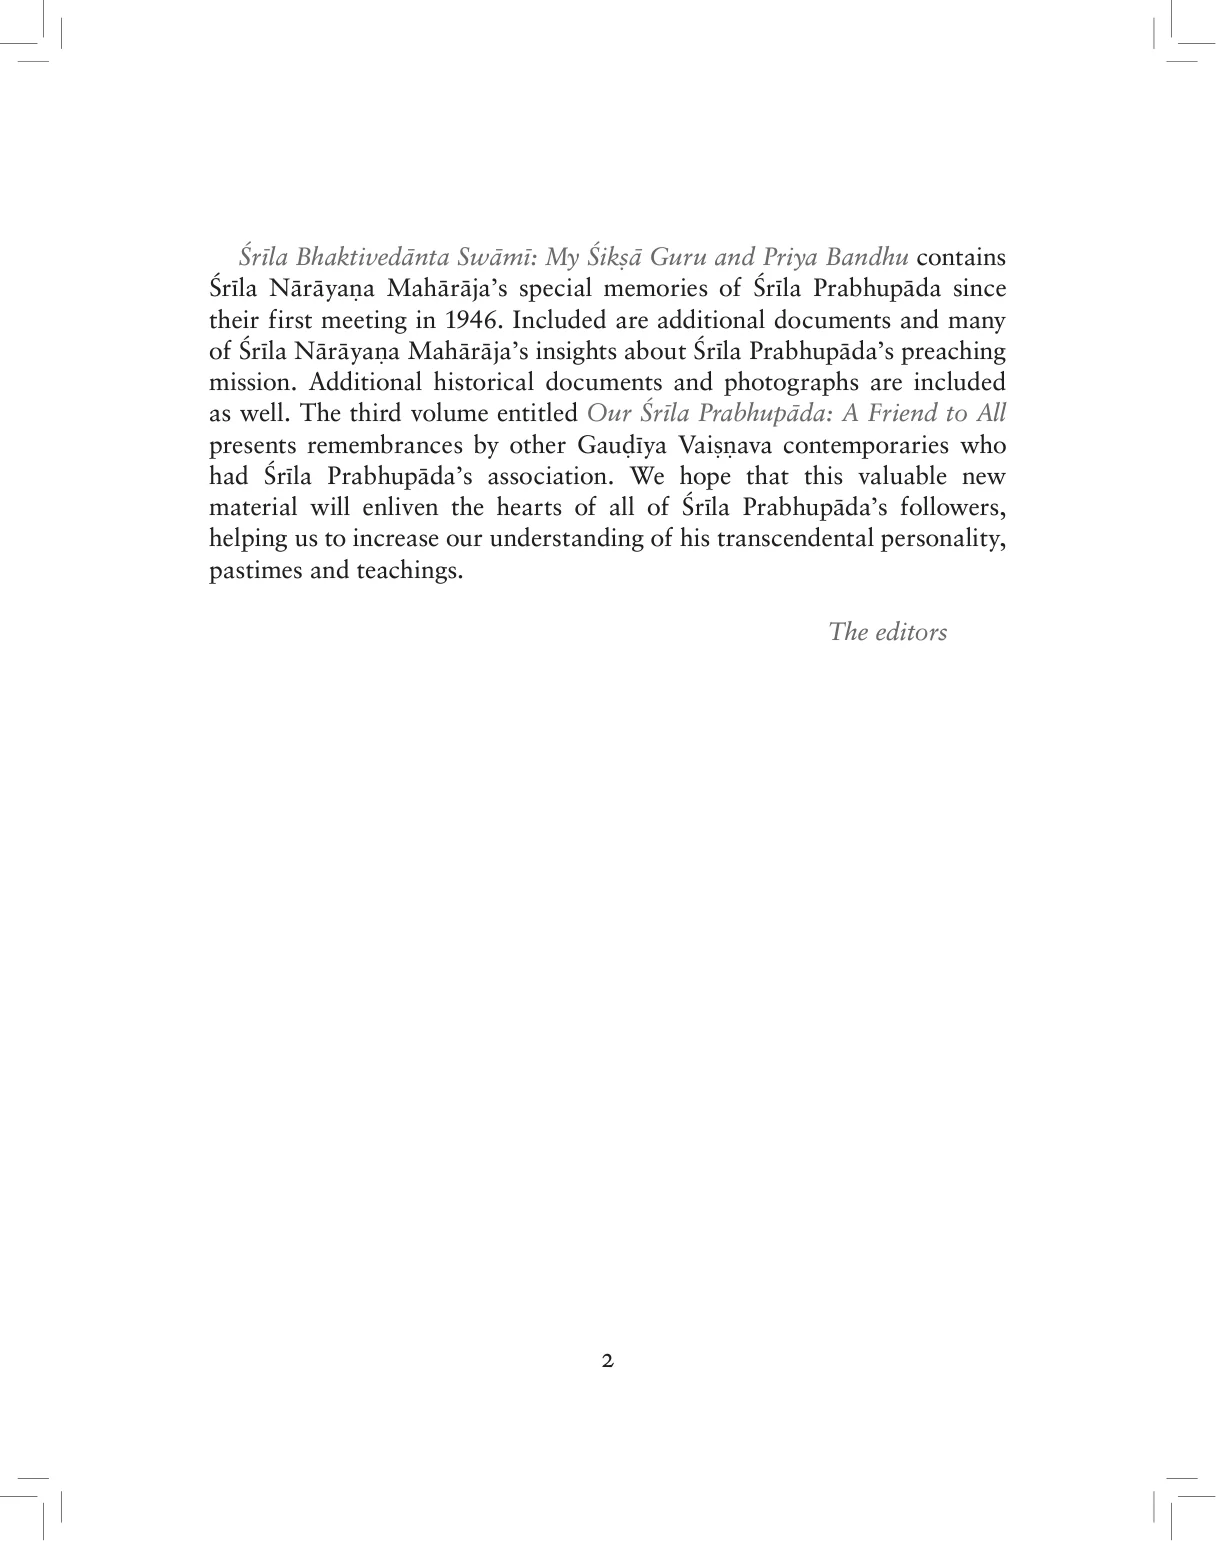 Śrīla Bhaktivedānta Swāmī: My Śikṣā Guru and Priya Bandhu contains
Śrīla Nārāyaṇa Mahārāja’s special memories of Śrīla Prabhupāda since
their first meeting in 1946. Included are additional documents and many
of Śrīla Nārāyaṇa Mahārāja’s insights about Śrīla Prabhupāda’s preaching
mission. Additional historical documents and photographs are included
as well. The third volume entitled Our Śrīla Prabhupāda: A Friend to All
presents remembrances by other Gauḍīya Vaiṣṇava contemporaries who
had Śrīla Prabhupāda’s association. We hope that this valuable new
material will enliven the hearts of all of Śrīla Prabhupāda’s followers,
helping us to increase our understanding of his transcendental personality,
pastimes and teachings.
The editors
2